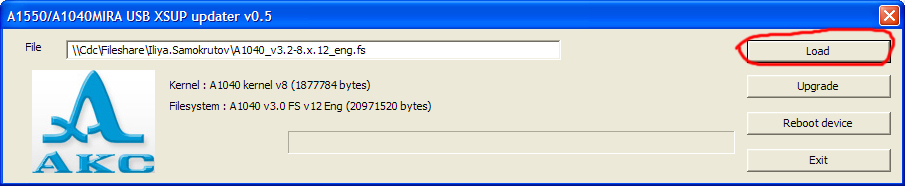 A1550/A1040MIRA USB XSUP updater v0.5
File \\Cdc\Fileshare\Iliya.Samokrutov\A1040_v3.2-8.x.12_eng.fs
Load
Kernel : A1040 kernel v8 (1877784 bytes)
Upgrade
Filesystem : A1040 v3.0 FS v12 Eng (20971520 bytes)
Reboot device
АКС
Exit